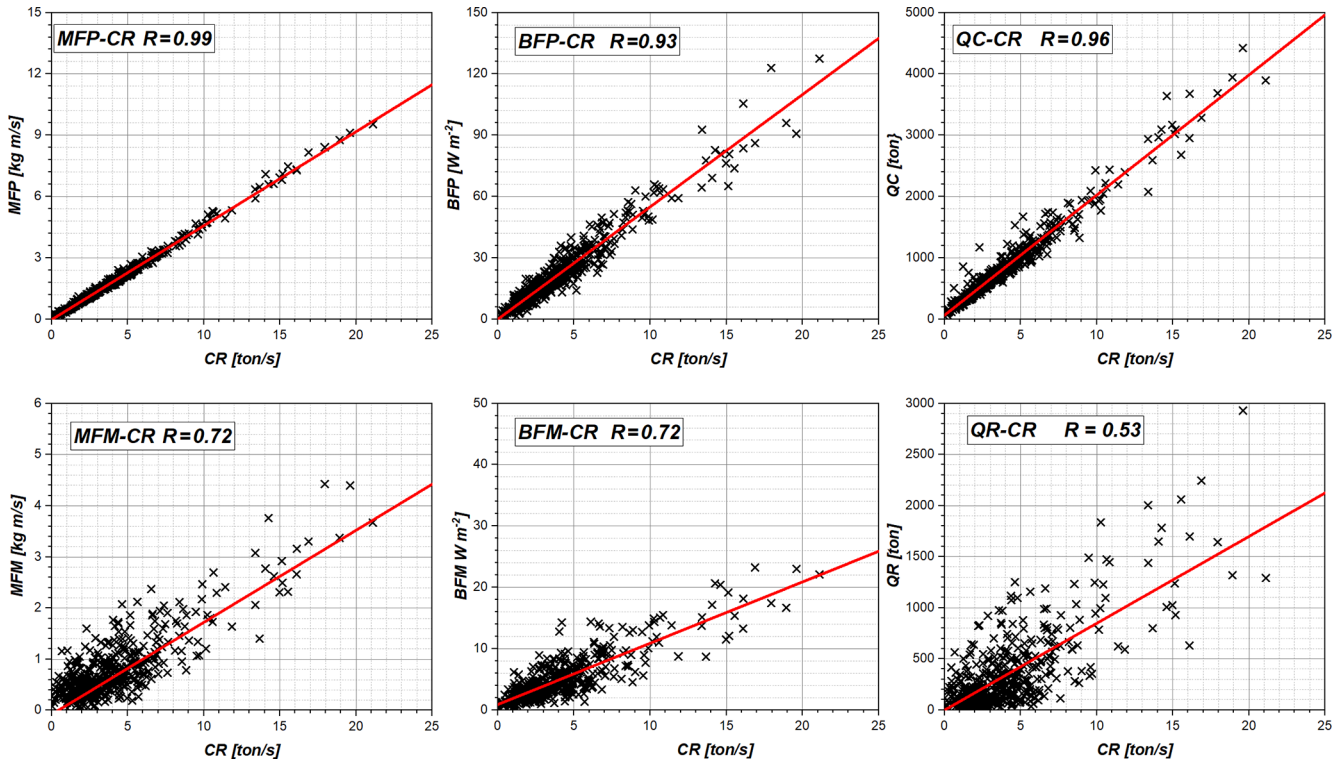 MFP-CR R=0.99
MFP [kg m/s]
15
12
9
6
3
0
0 5 10 15 20 25
CR [ton/s]
BFP-CR R=0.93
BFP [W m-2]
150
120
90
60
30
0
0 5 10 15 20 25
CR [ton/s]
QC-CR R=0.96
QC [ton}
5000
4000
3000
2000
1000
0
0 5 10 15 20 25
CR [ton/s]
MFM-CR R=0.72
MFM [kg m/s]
6
5
4
3
2
1
0
0 5 10 15 20 25
CR [ton/s]
BFM-CR R=0.72
BFM W m-2]
50
40
30
20
10
0
0 5 10 15 20 25
CR [ton/s]
QR-CR R = 0.53
QR [ton]
3000
2500
2000
1500
1000
500
0
0 5 10 15 20 25
CR [ton/s]